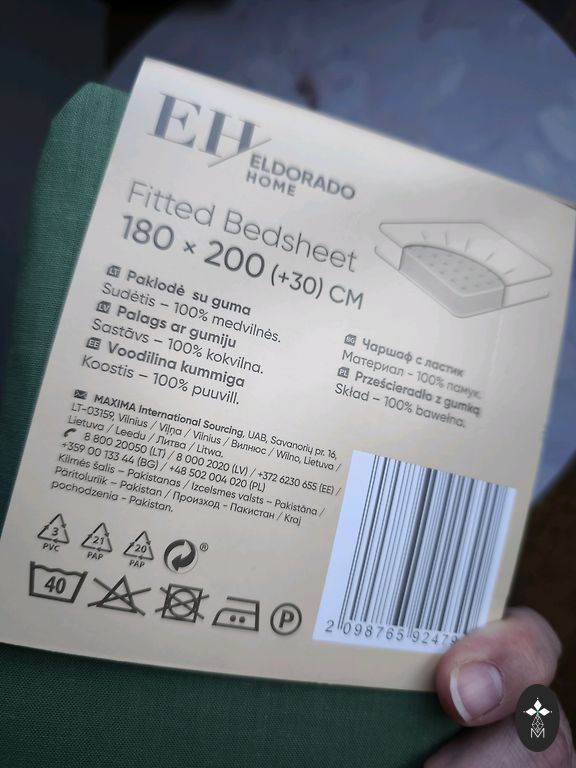 EH
ELDORADO
HOME
Fitted Bedsheet
180 × 200 (+30) CM
LT Paklodė su guma
Sudėtis – 100% medvilnės.
LV Palags ar gumiju
Sastāvs – 100% kokvilna.
EE Voodilina kummiga
Koostis – 100% puuvill.
BG Чаршаф с ластик
Материал - 100% памук.
PL Prześcieradło z gumką
Skład – 100% bawełna.
MAXIMA International Sourcing, UAB, Savanorių pr. 16,
LT-03159 Vilnius / Viļņa / Vilnius / Вилнюс / Wilno, Lietuva /
Lietuva / Leedu / Литва / Litwa.
8 800 20050 (LT) / 8 000 2020 (LV) / +372 6230 655 (EE) /
+359 00 133 44 (BG) / +48 502 004 020 (PL)
Kilmės šalis – Pakistanas / Izcelsmes valsts – Pakistāna /
Päritoluriik – Pakistan / Произход - Пакистан / Kraj
pochodzenia - Pakistan.
3
PVC
21
PAP
20
PAP
®
40
P
2 098765 9247
M